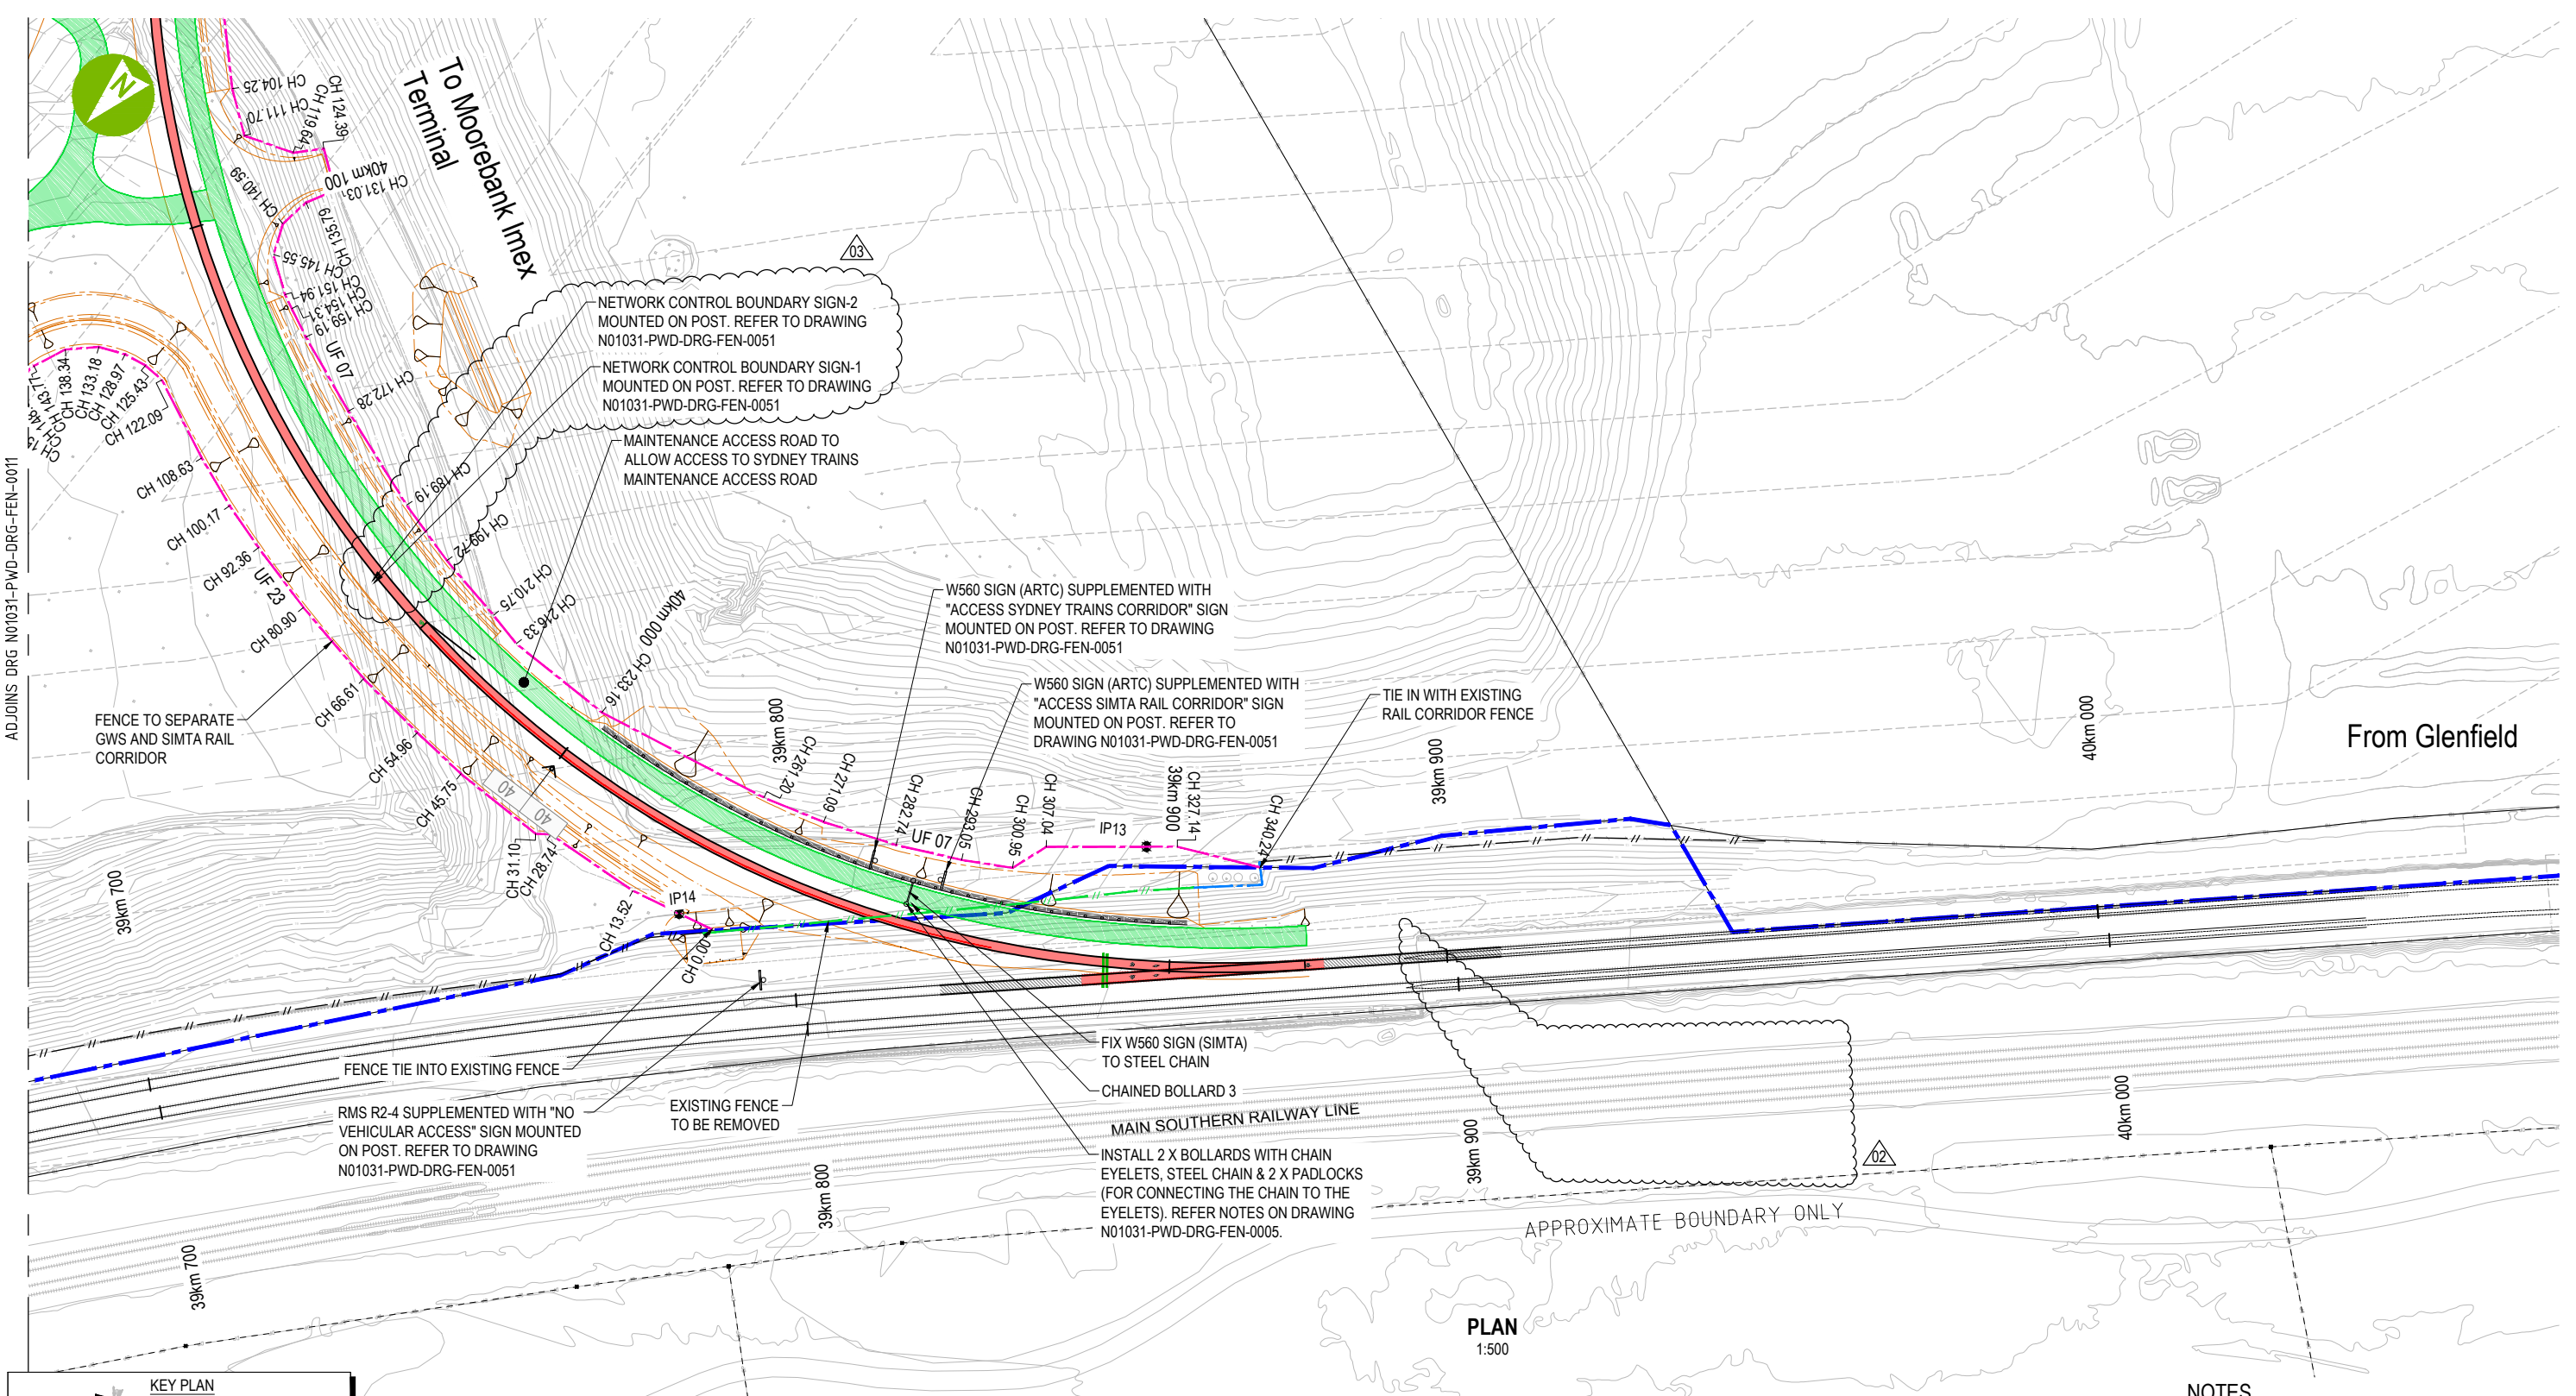 N
To Moorebank Imex
Terminal
CH 104.25
CH 111.70
CH 119.64
CH 124.39
40km 100
CH 131.03
CH 135.79
CH 140.59
CH 145.55
CH 151.94
CH 154.31
CH 159.19
UF 07
CH 172.28
CH 189.19
CH 199.72
CH 210.75
CH 216.33
40km 000
CH 233.16
39km 800
CH 261.20
CH 271.09
CH 282.74
UF 07
CH 293.05
CH 300.95
CH 307.04
IP13
39km 900
CH 327.14
CH 340.24
03
NETWORK CONTROL BOUNDARY SIGN-2
MOUNTED ON POST. REFER TO DRAWING
N01031-PWD-DRG-FEN-0051
NETWORK CONTROL BOUNDARY SIGN-1
MOUNTED ON POST. REFER TO DRAWING
N01031-PWD-DRG-FEN-0051
MAINTENANCE ACCESS ROAD TO
ALLOW ACCESS TO SYDNEY TRAINS
MAINTENANCE ACCESS ROAD
W560 SIGN (ARTC) SUPPLEMENTED WITH
"ACCESS SYDNEY TRAINS CORRIDOR" SIGN
MOUNTED ON POST. REFER TO DRAWING
N01031-PWD-DRG-FEN-0051
W560 SIGN (ARTC) SUPPLEMENTED WITH
"ACCESS SIMTA RAIL CORRIDOR" SIGN
MOUNTED ON POST. REFER TO
DRAWING N01031-PWD-DRG-FEN-0051
TIE IN WITH EXISTING
RAIL CORRIDOR FENCE
39km 900
40km 000
From Glenfield
ADJOINS DRG N01031-PWD-DRG-FEN-0011
CH 143.77
CH 138.34
CH 133.18
CH 128.97
CH 125.43
CH 122.09
CH 108.63
CH 100.17
CH 92.36
UF 23
CH 80.90
CH 66.61
FENCE TO SEPARATE
GWS AND SIMTA RAIL
CORRIDOR
CH 54.96
CH 45.75
40
40
CH 31.10
CH 28.74
CH 13.52
IP14
CH 0.00
39km 700
FENCE TIE INTO EXISTING FENCE
RMS R2-4 SUPPLEMENTED WITH "NO
VEHICULAR ACCESS" SIGN MOUNTED
ON POST. REFER TO DRAWING
N01031-PWD-DRG-FEN-0051
EXISTING FENCE
TO BE REMOVED
FIX W560 SIGN (SIMTA)
TO STEEL CHAIN
CHAINED BOLLARD 3
MAIN SOUTHERN RAILWAY LINE
INSTALL 2 X BOLLARDS WITH CHAIN
EYELETS, STEEL CHAIN & 2 X PADLOCKS
(FOR CONNECTING THE CHAIN TO THE
EYELETS). REFER NOTES ON DRAWING
N01031-PWD-DRG-FEN-0005.
39km 700
39km 800
39km 900
40km 000
02
APPROXIMATE BOUNDARY ONLY
PLAN
1:500
KEY PLAN
NOTES